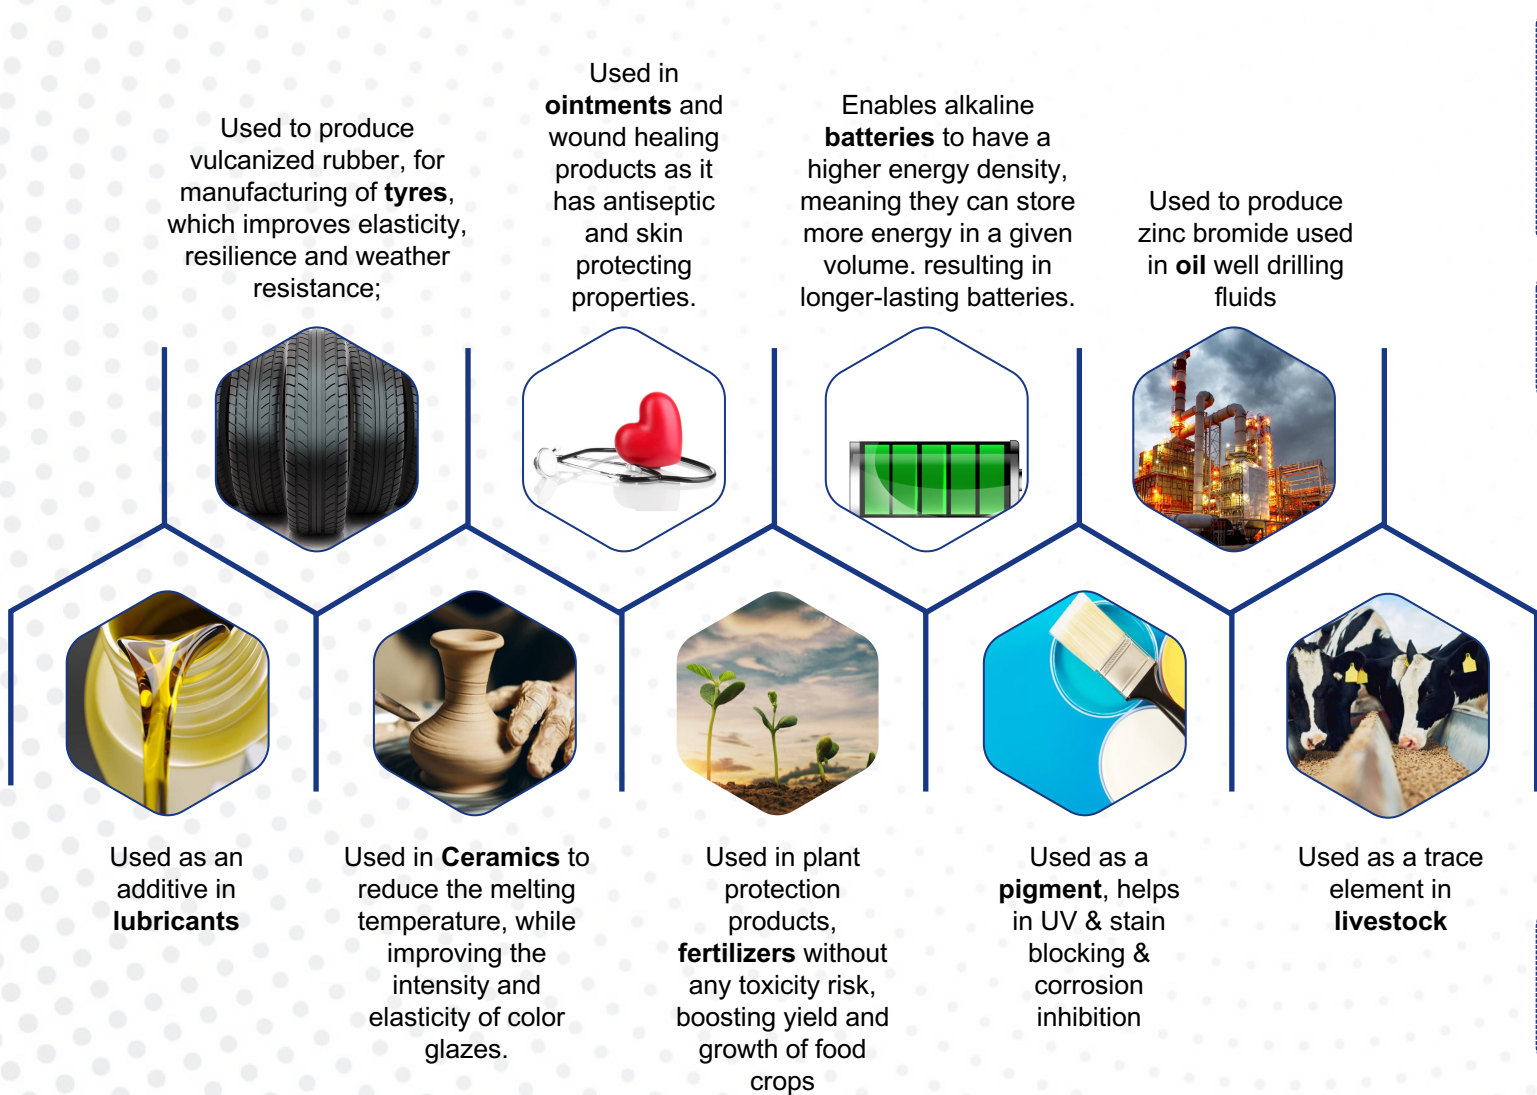 Used to produce
vulcanized rubber, for
manufacturing of tyres,
which improves elasticity,
resilience and weather
resistance;
Used in
ointments and
wound healing
products as it
has antiseptic
and skin
protecting
properties.
Enables alkaline
batteries to have a
higher energy density,
meaning they can store
more energy in a given
volume. resulting in
longer-lasting batteries.
Used to produce
zinc bromide used
in oil well drilling
fluids
Used as an
additive in
lubricants
Used in Ceramics to
reduce the melting
temperature, while
improving the
intensity and
elasticity of color
glazes.
Used in plant
protection
products,
fertilizers without
any toxicity risk,
boosting yield and
growth of food
crops
Used as a
pigment, helps
in UV & stain
blocking &
corrosion
inhibition
Used as a trace
element in
livestock